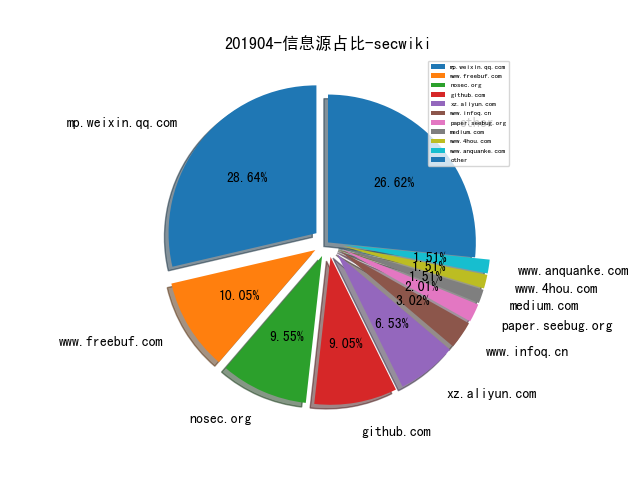 201904-信息源占比-secwiki
mp.weixin.qq.com
www.freebuf.com
nosec.org
github.com
xz.aliyun.com
www.infoq.cn
paper.seebug.org
medium.com
www.4hou.com
www.anquanke.com
other
mp.weixin.qq.com
28.64%
26.62%
10.05%
www.freebuf.com
9.55%
nosec.org
9.05%
github.com
6.53%
xz.aliyun.com
3.02%
www.infoq.cn
2.01%
paper.seebug.org
1.51%
medium.com
1.51%
www.4hou.com
1.51%
www.anquanke.com